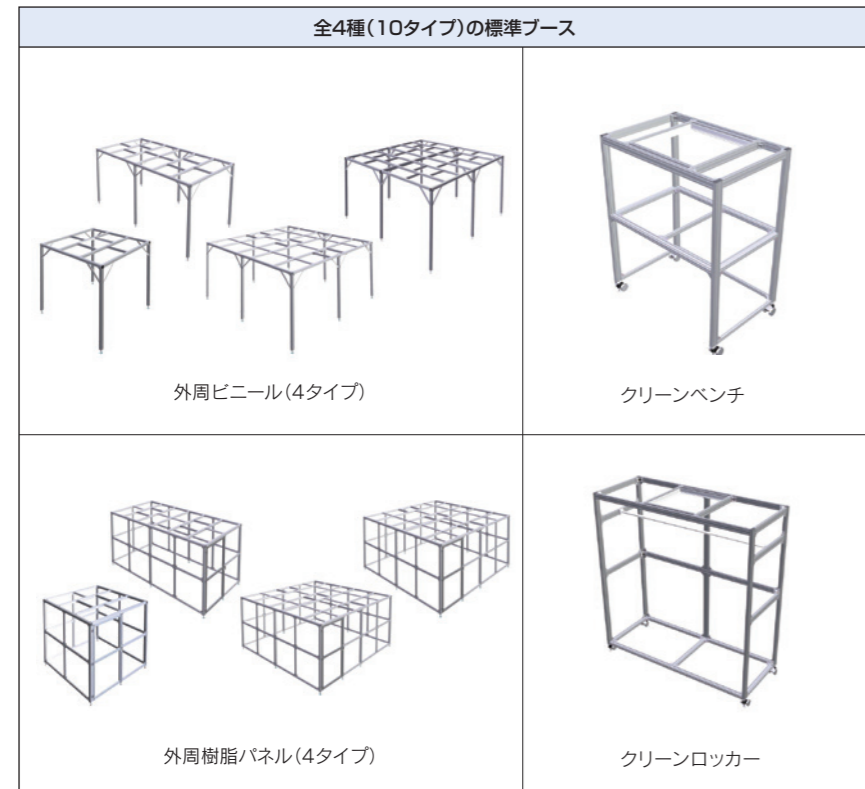 全4種（10タイプ）の標準ブース
外周ビニール（4タイプ）
クリーンベンチ
外周樹脂パネル（4タイプ）
クリーンロッカー